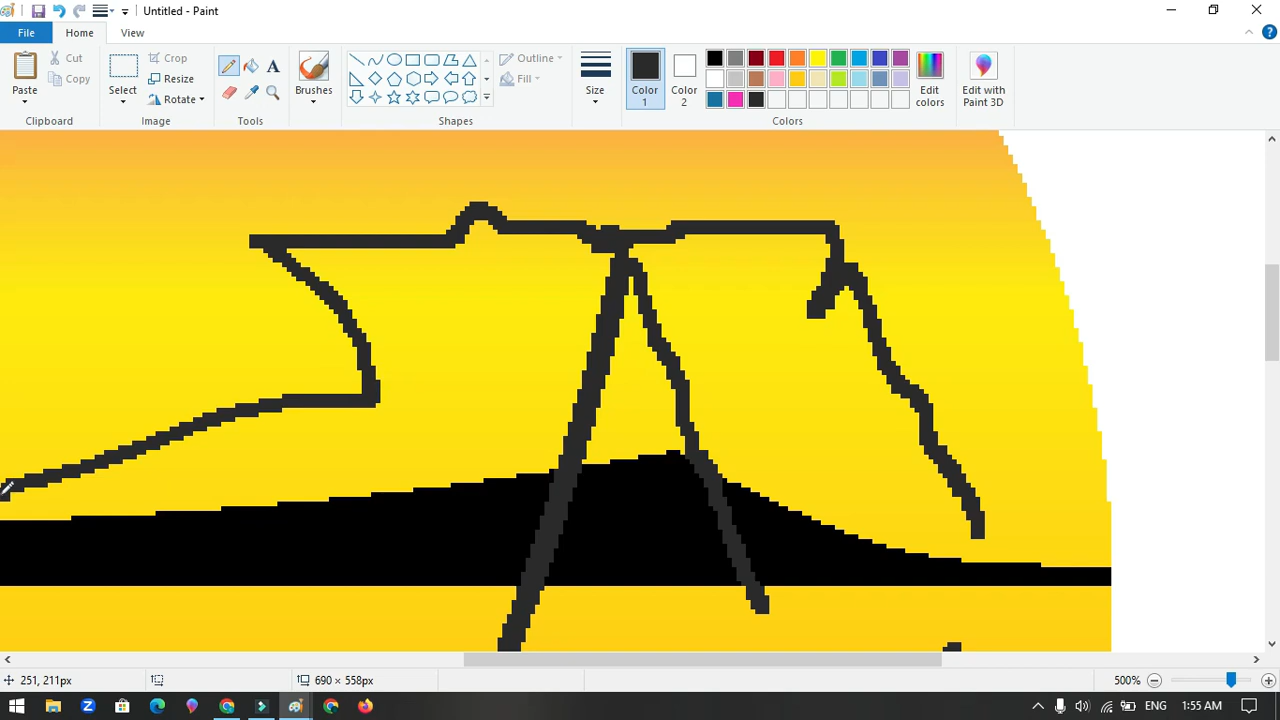 Untitled - Paint
File Home View
Paste Cut Copy Clipboard
Select Crop Resize Rotate Image
A Tools
Brushes
Shapes
Outline Fill
Size
Color 1
Color 2
Colors
Edit colors
Edit with Paint 3D
251, 211px 690 × 558px 500%
ENG 1:55 AM